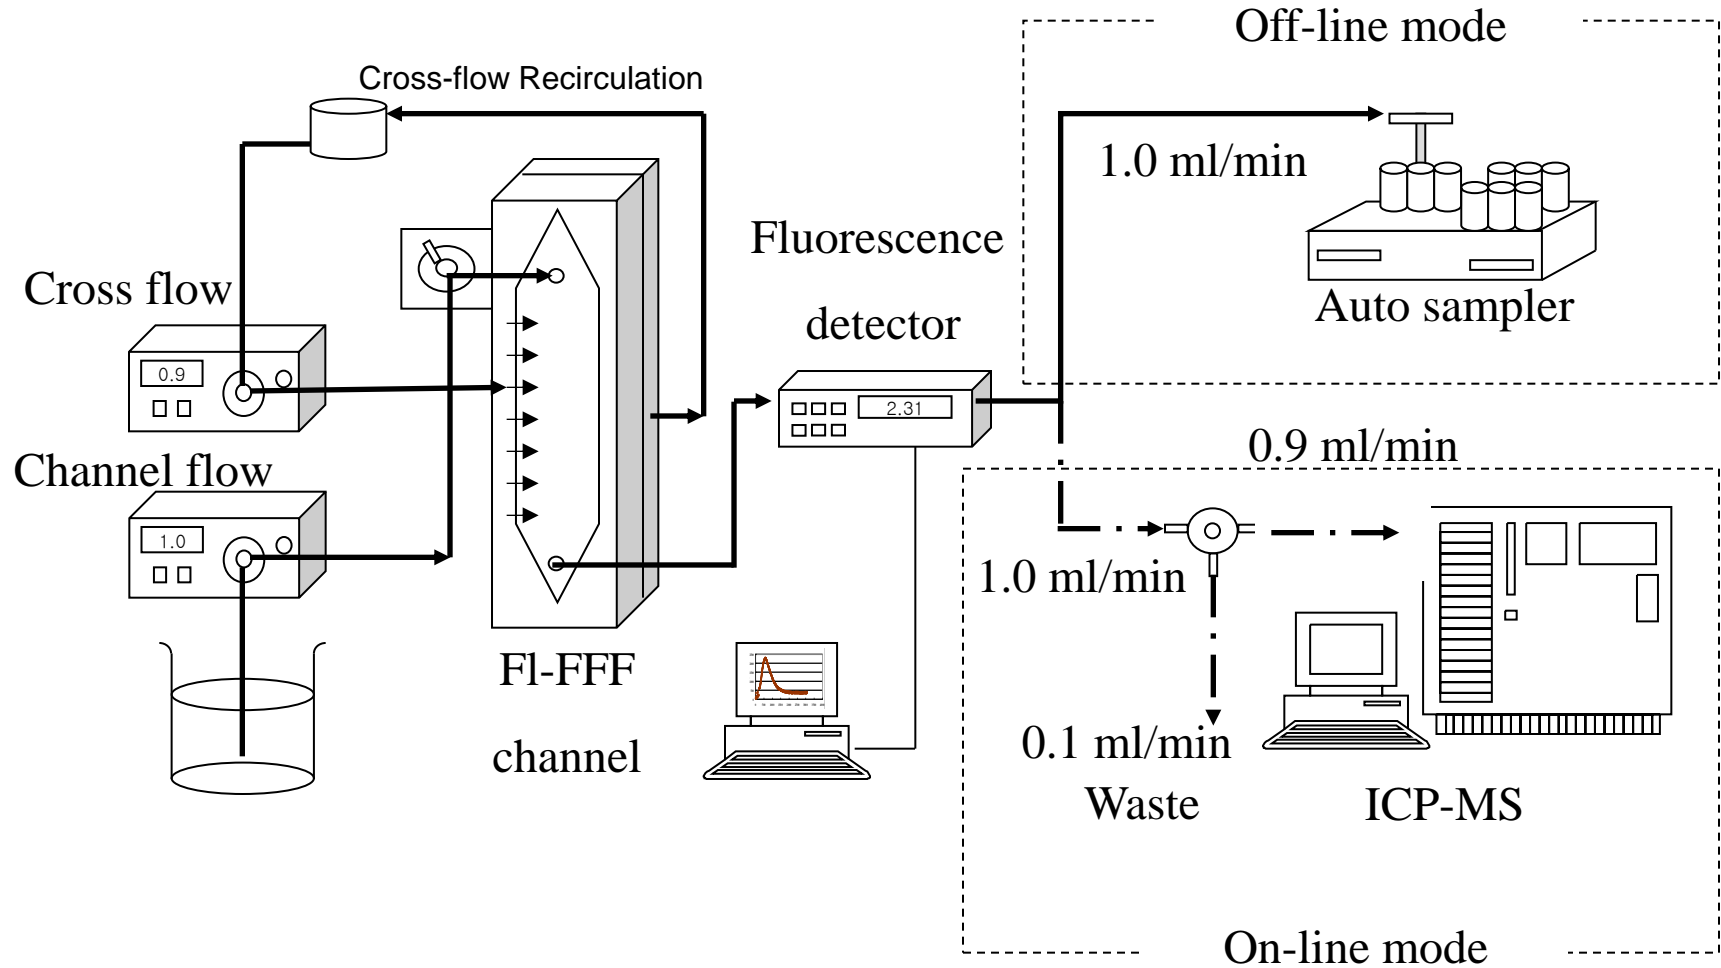 Off-line mode
Cross-flow Recirculation
1.0 ml/min
Fluorescence
detector
Cross flow
Auto sampler
0.9
2.31
0.9 ml/min
Channel flow
1.0
1.0 ml/min
Fl-FFF
channel
0.1 ml/min
Waste
ICP-MS
On-line mode